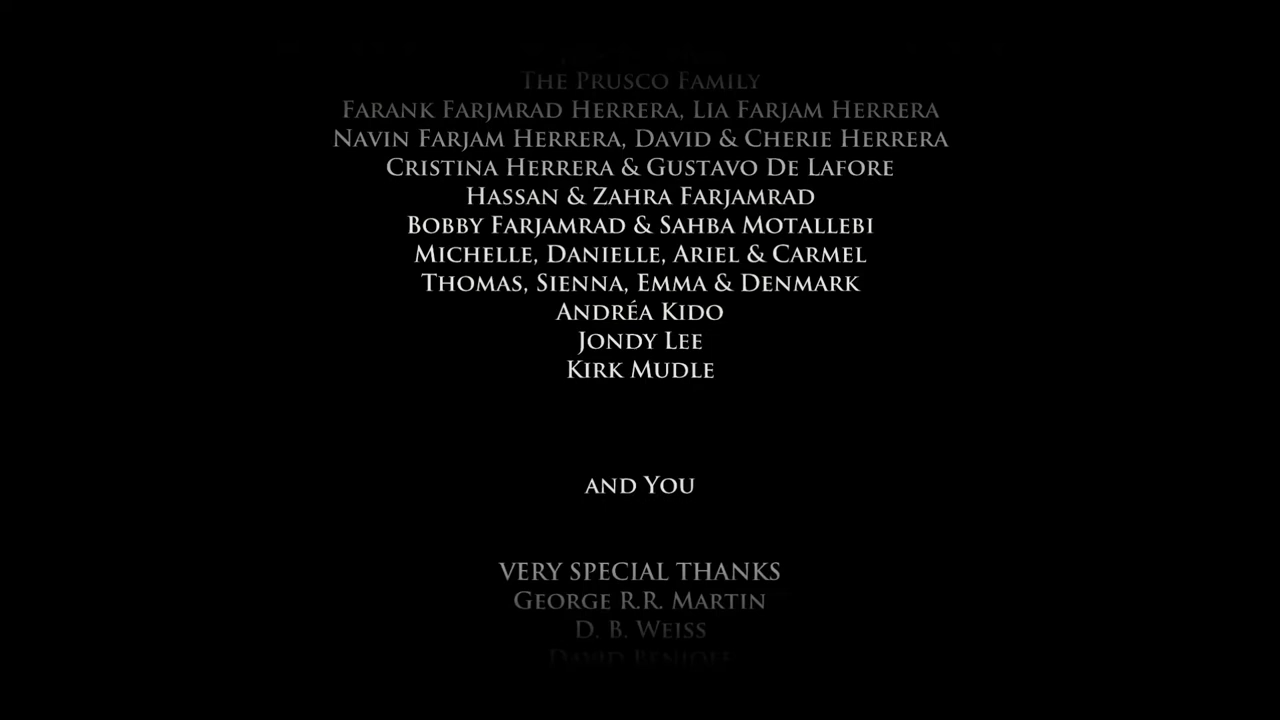 The Prusco Family
Farank Farjmrad Herrera, Lia Farjam Herrera
Navin Farjam Herrera, David & Cherie Herrera
Cristina Herrera & Gustavo De Lafore
Hassan & Zahra Farjamrad
Bobby Farjamrad & Sahba Motallebi
Michelle, Danielle, Ariel & Carmel
Thomas, Sienna, Emma & Denmark
Andréa Kido
Jondy Lee
Kirk Mudle
and You
VERY SPECIAL THANKS
George R.R. Martin
D. B. Weiss
David